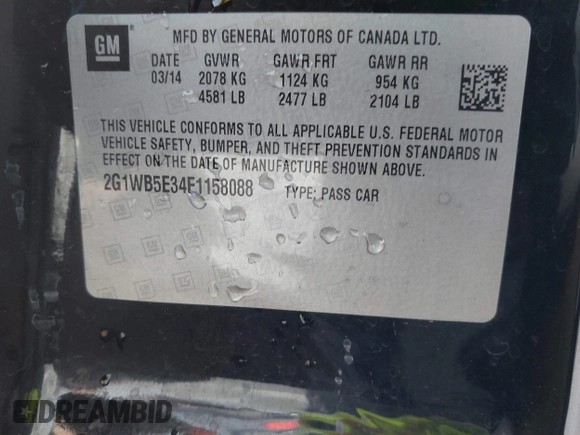 GM
MFD BY GENERAL MOTORS OF CANADA LTD.
DATE GVWR GAWR FRT GAWR RR
03/14 2078 KG 1124 KG 954 KG
4581 LB 2477 LB 2104 LB
THIS VEHICLE CONFORMS TO ALL APPLICABLE U.S. FEDERAL MOTOR
VEHICLE SAFETY, BUMPER, AND THEFT PREVENTION STANDARDS IN
EFFECT ON THE DATE OF MANUFACTURE SHOWN ABOVE.
2G1WB5E34E1158088 TYPE: PASS CAR
DREAMBID